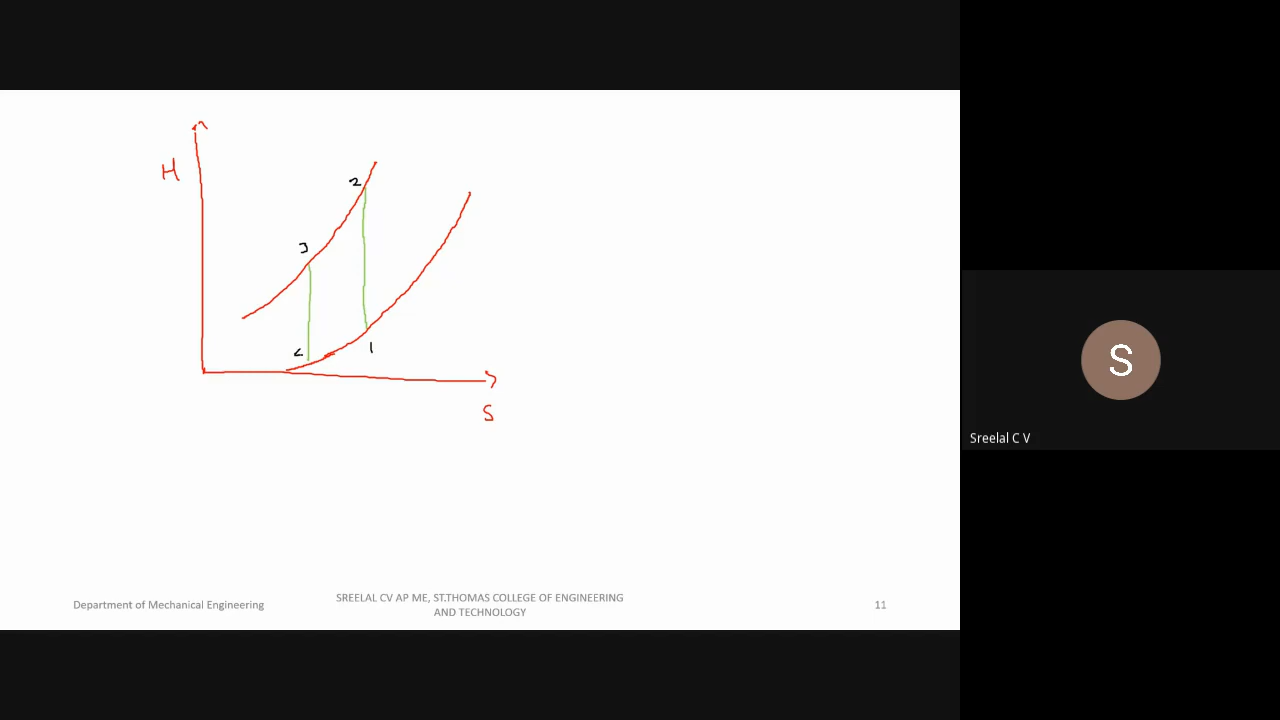 H
2
3
1
S
S
Sreelal C V
Department of Mechanical Engineering
SREELAL CV AP ME, ST.THOMAS COLLEGE OF ENGINEERING
AND TECHNOLOGY
11